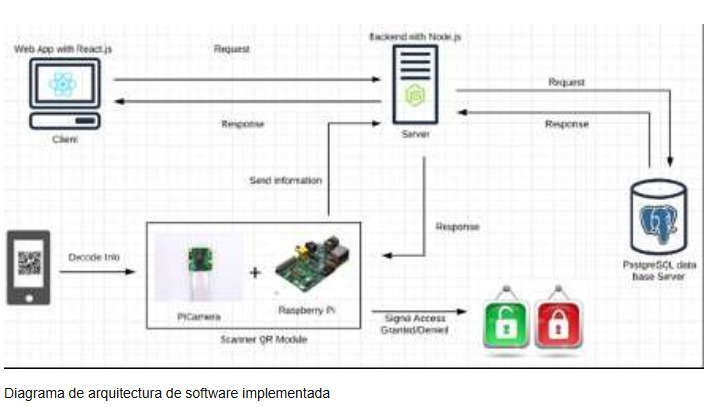 Web App with React.js
Request
Backend with Node.js
JS
Client
Response
Server
Request
Response
Send information
Response
Decode Info
PiCamera
+
Raspberry Pi
Scanner QR Module
Signal Access
Granted/Denied
PostgreSQL data
base Server
Diagrama de arquitectura de software implementada